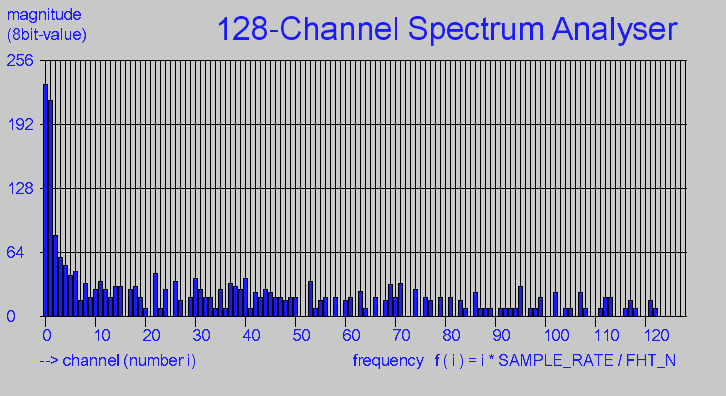 magnitude
(8bit-value)
128-Channel Spectrum Analyser
256
192
128
64
0
0 10 20 30 40 50 60 70 80 90 100 110 120
--> channel (number i)
frequency f ( i ) = i * SAMPLE_RATE / FHT_N